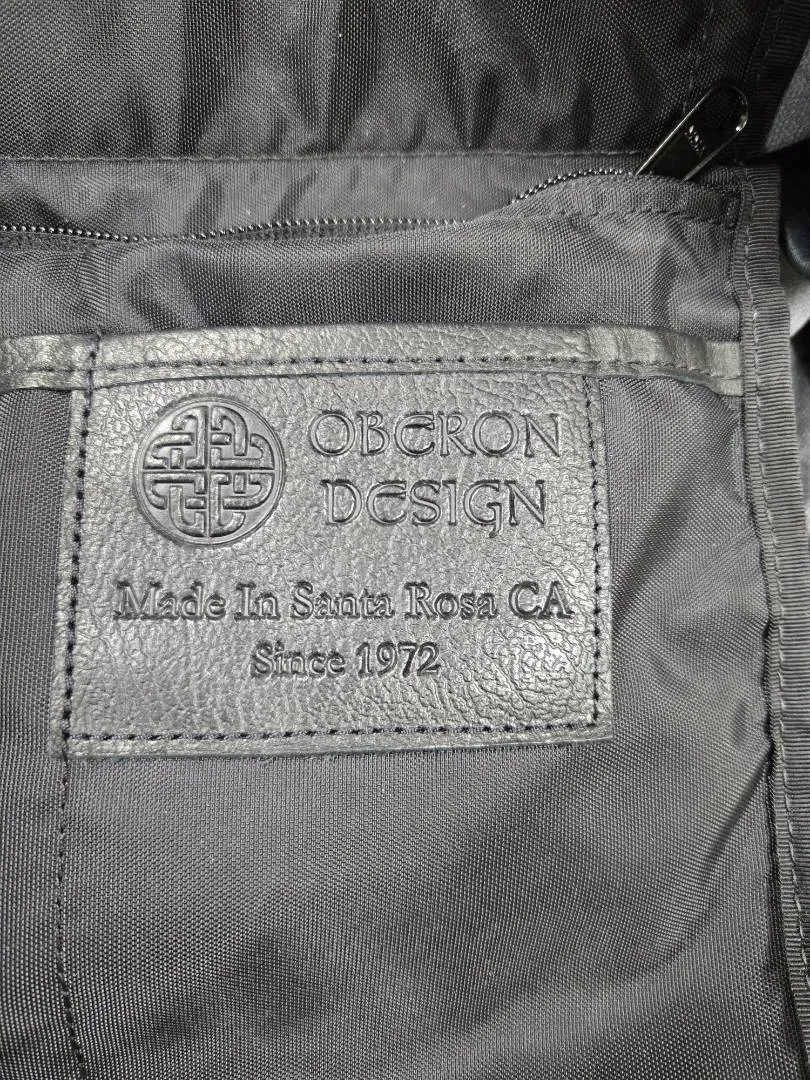 OBERON
DESIGN
Made In Santa Rosa CA
Since 1972